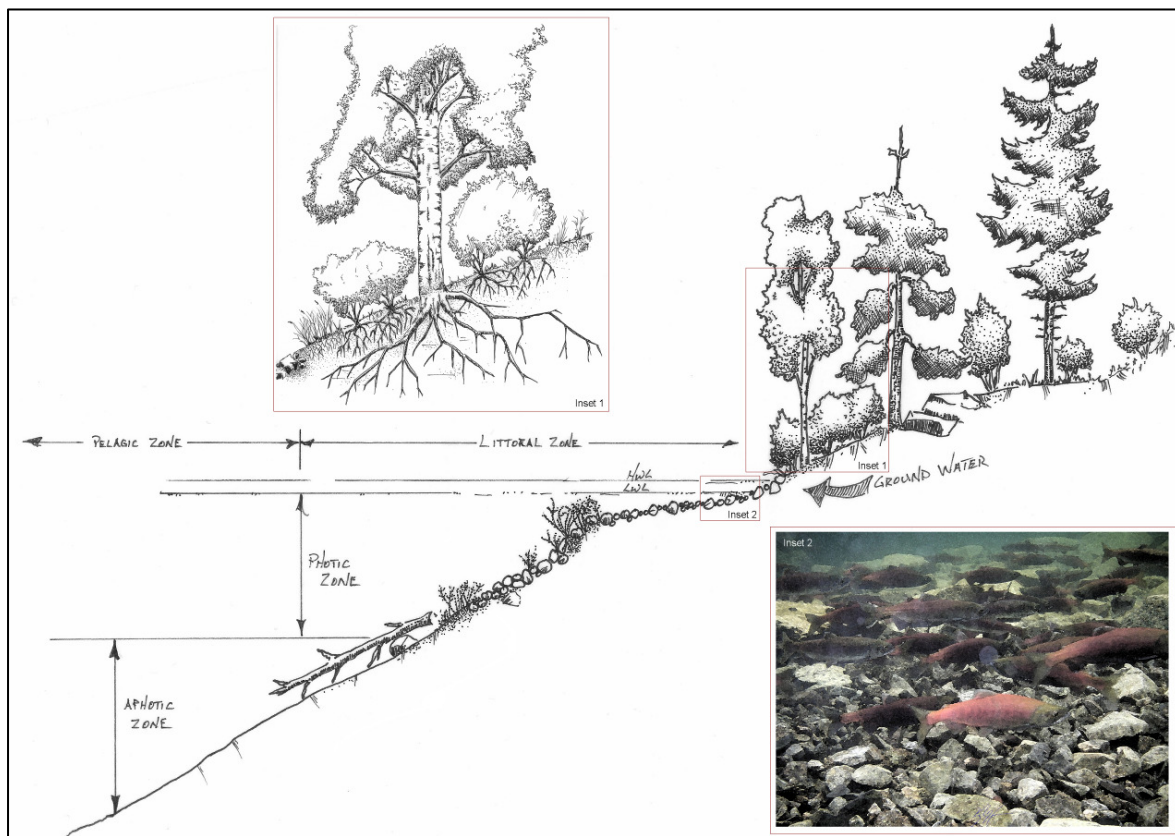 Inset 1
PELAGIC ZONE
LITTORAL ZONE
HWL
LWL
Inset 1
GROUND WATER
Inset 2
PHOTIC
ZONE
Inset 2
APHOTIC
ZONE